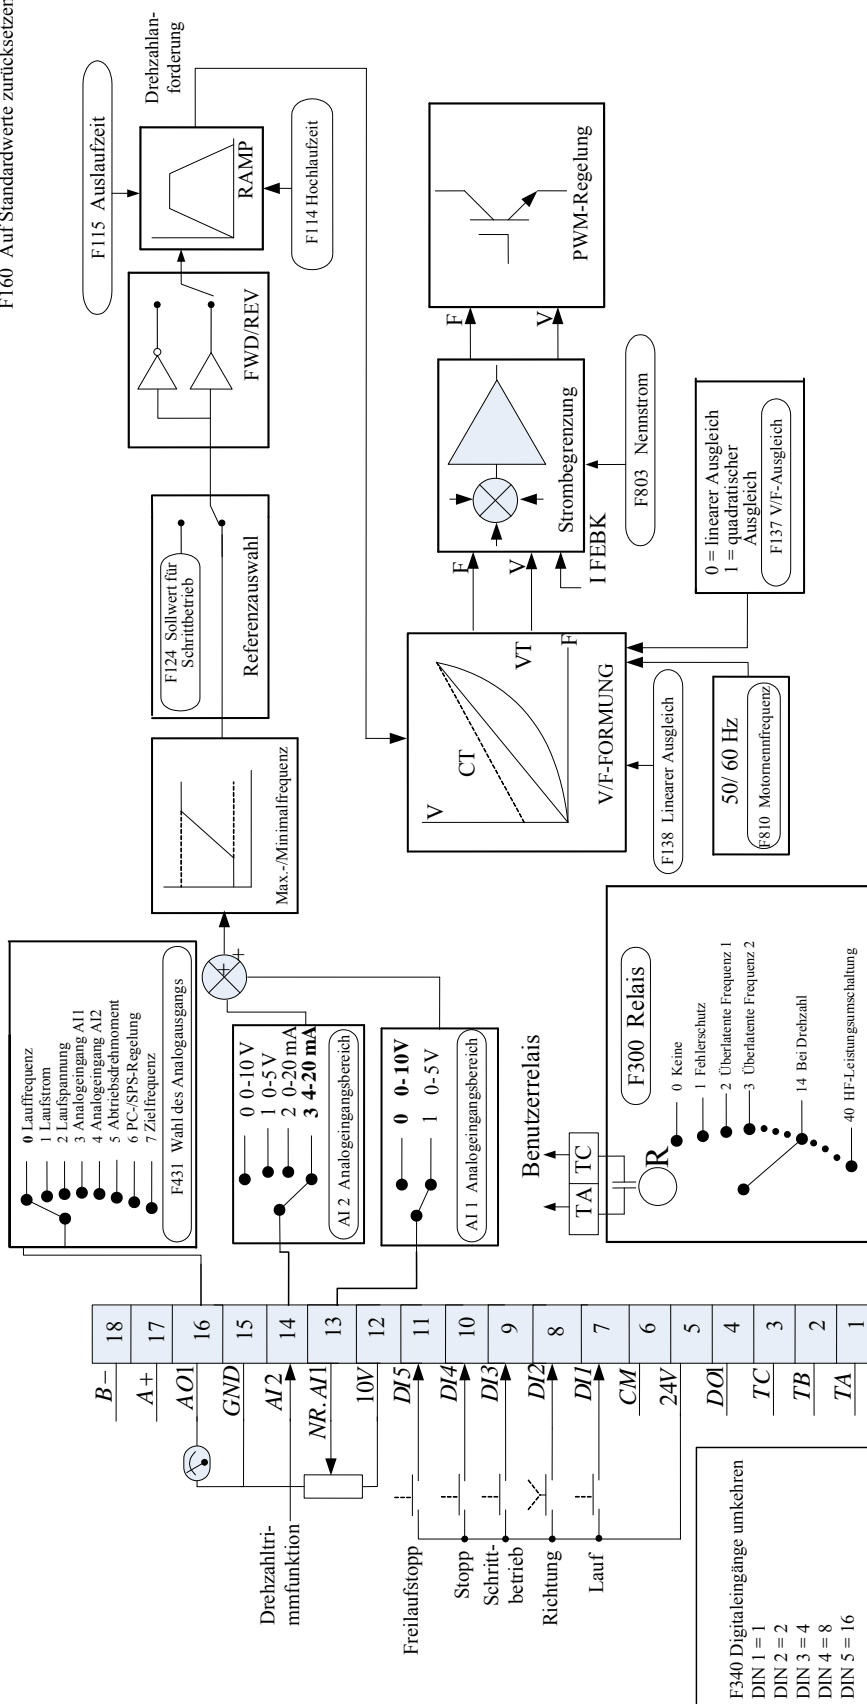 F160 Auf Standardwerte zurücksetzen
F115 Auslaufzeit
Drehzahlan-
forderung
RAMP
F114 Hochlaufzeit
FWD/REV
F124 Sollwert für
Schrittbetrieb
Referenzauswahl
Max.-/Minimalfrequenz
PWM-Regelung
F
V
Strombegrenzung
F803 Nennstrom
F
V
I FEBK
V
CT
VT
F
V/F-FORMUNG
F138 Linearer Ausgleich
50/ 60 Hz
F810 Motornennfrequenz
0 = linearer Ausgleich
1 = quadratischer
Ausgleich
F137 V/F-Ausgleich
0 Lauffrequenz
1 Laufstrom
2 Laufspannung
3 Analogeingang AI1
4 Analogeingang AI2
5 Abtriebsdrehmoment
6 PC-/SPS-Regelung
7 Zielfrequenz
F431 Wahl des Analogausgangs
+
+
0 0-10 V
1 0-5 V
2 0-20 mA
3 4-20 mA
AI 2 Analogeingangsbereich
0 0-10V
1 0-5 V
AI 1 Analogeingangsbereich
Benutzerrelais
TA
TC
R
F300 Relais
0 Keine
1 Fehlerschutz
2 Überlatente Frequenz 1
3 Überlatente Frequenz 2
14 Bei Drehzahl
40 HF-Leistungsumschaltung
B− 18
A+ 17
AO1 16
GND 15
AI2 14
NR. AI1 13
10V 12
DI5 11
DI4 10
DI3 9
DI2 8
DI1 7
CM 6
24V 5
DO1 4
TC 3
TB 2
TA 1
Drehzahltri-
mmfunktion
Freilaufstopp
Stopp
Schritt-
betrieb
Richtung
Lauf
F340 Digitaleingänge umkehren
DIN 1 = 1
DIN 2 = 2
DIN 3 = 4
DIN 4 = 8
DIN 5 = 16